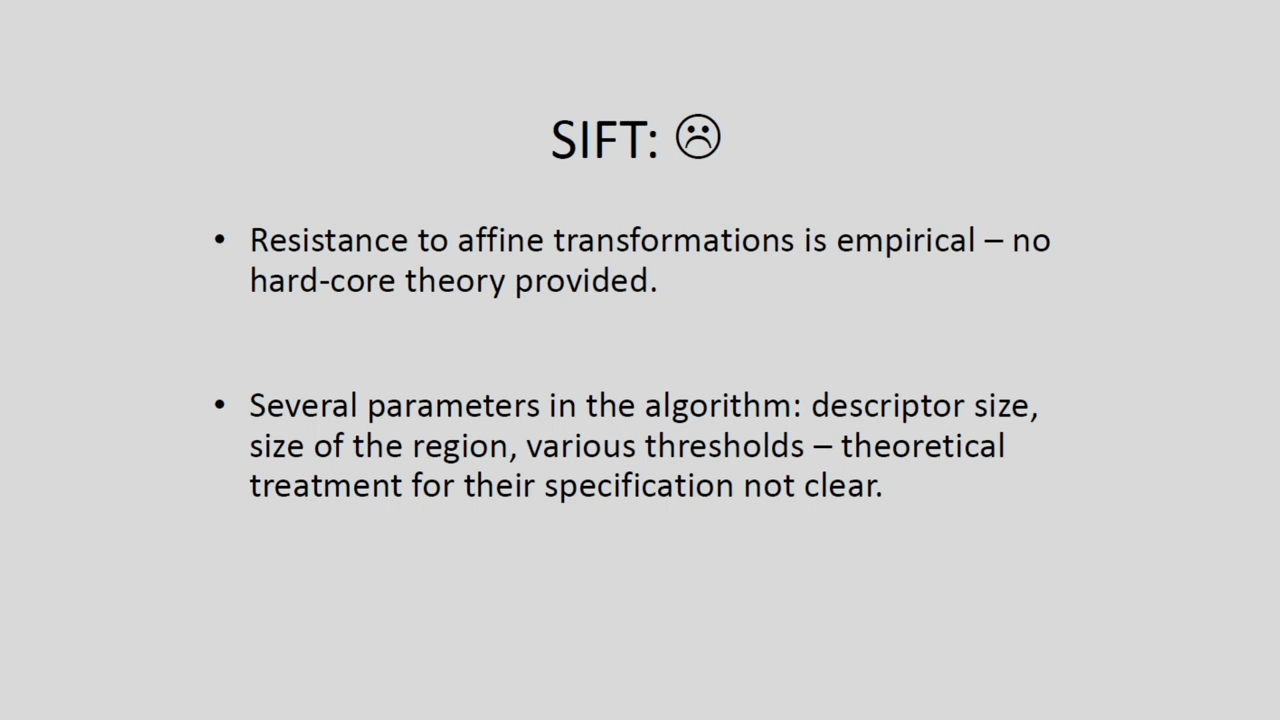 SIFT: ☹
• Resistance to affine transformations is empirical – no
hard-core theory provided.
• Several parameters in the algorithm: descriptor size,
size of the region, various thresholds – theoretical
treatment for their specification not clear.